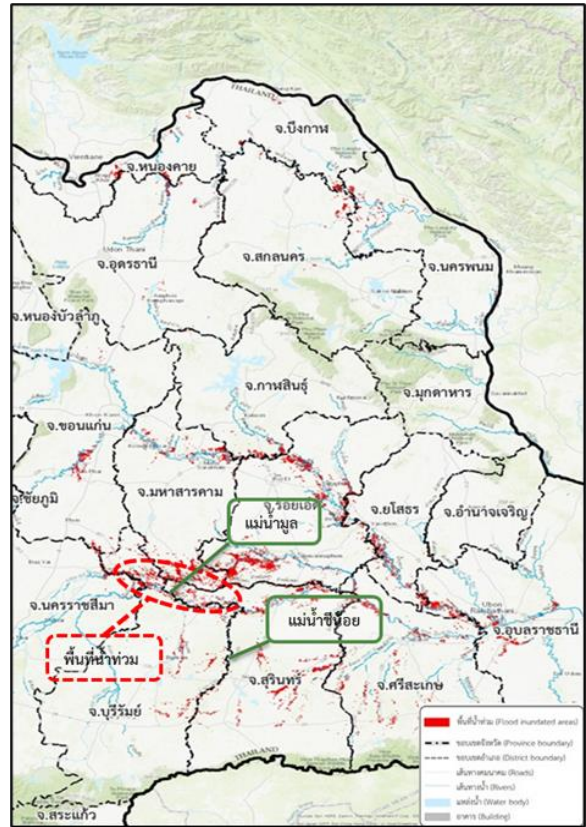 THAILAND
จ.บึงกาฬ
จ.หนองคาย
Vientiane
Udon Thani
จ.อุดรธานี
จ.สกลนคร
จ.นครพนม
จ.หนองบัวลำภู
จ.กาฬสินธุ์
จ.มุกดาหาร
จ.ขอนแก่น
จ.ชัยภูมิ
จ.มหาสารคาม
จ.ร้อยเอ็ด
จ.ยโสธร
จ.อำนาจเจริญ
แม่น้ำมูล
จ.นครราชสีมา
แม่น้ำชีน้อย
Ubon
Ratchathani
จ.อุบลราชธานี
พื้นที่น้ำท่วม
จ.สุรินทร์
จ.ศรีสะเกษ
จ.บุรีรัมย์
THAILAND
จ.สระแก้ว
พื้นที่น้ำท่วม (Flood inundated areas)
ขอบเขตจังหวัด (Province boundary)
ขอบเขตอำเภอ (District boundary)
เส้นทางคมนาคม (Roads)
เส้นทางน้ำ (Rivers)
แหล่งน้ำ (Water body)
อาคาร (Building)